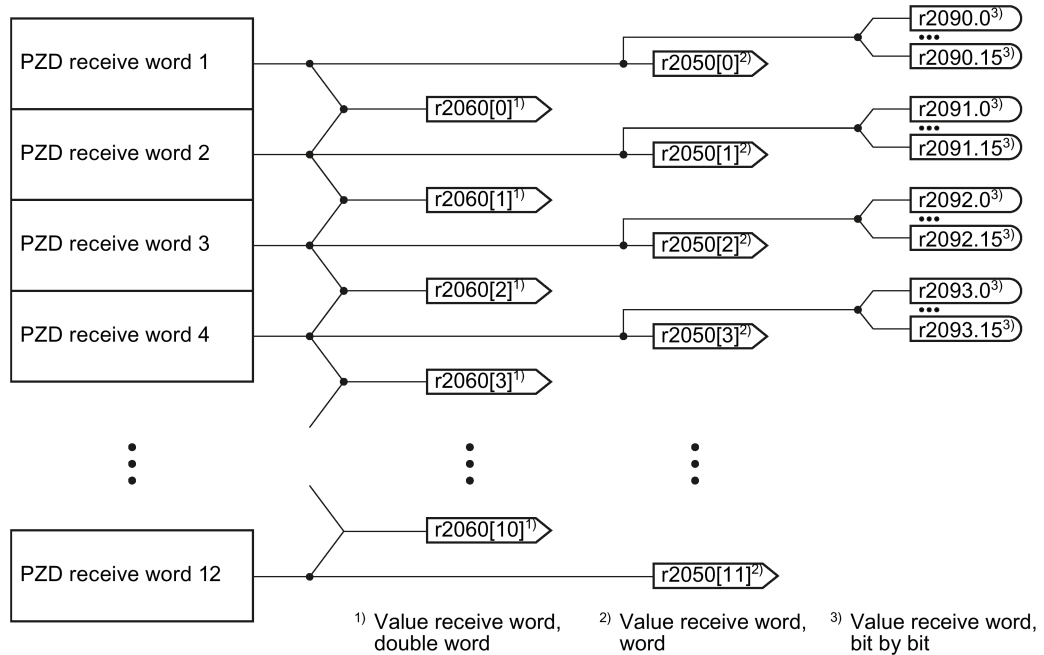 r2090.0³⁾
•••
PZD receive word 1
r2050[0]²⁾
r2090.15³⁾
r2060[0]¹⁾
r2091.0³⁾
•••
PZD receive word 2
r2050[1]²⁾
r2091.15³⁾
r2060[1]¹⁾
r2092.0³⁾
•••
PZD receive word 3
r2050[2]²⁾
r2092.15³⁾
r2060[2]¹⁾
r2093.0³⁾
•••
PZD receive word 4
r2050[3]²⁾
r2093.15³⁾
r2060[3]¹⁾
r2060[10]¹⁾
PZD receive word 12
r2050[11]²⁾
¹⁾ Value receive word,
double word
²⁾ Value receive word,
word
³⁾ Value receive word,
bit by bit